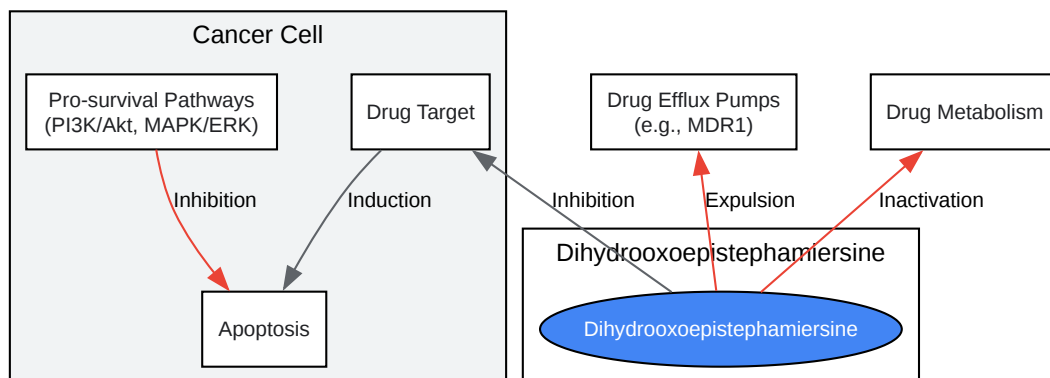 Cancer Cell
Pro-survival Pathways
(PI3K/Akt, MAPK/ERK)
Drug Target
Drug Efflux Pumps
(e.g., MDR1)
Drug Metabolism
Inhibition
Induction
Inhibition
Expulsion
Inactivation
Dihydrooxoepistephamiersine
Apoptosis
Dihydrooxoepistephamiersine